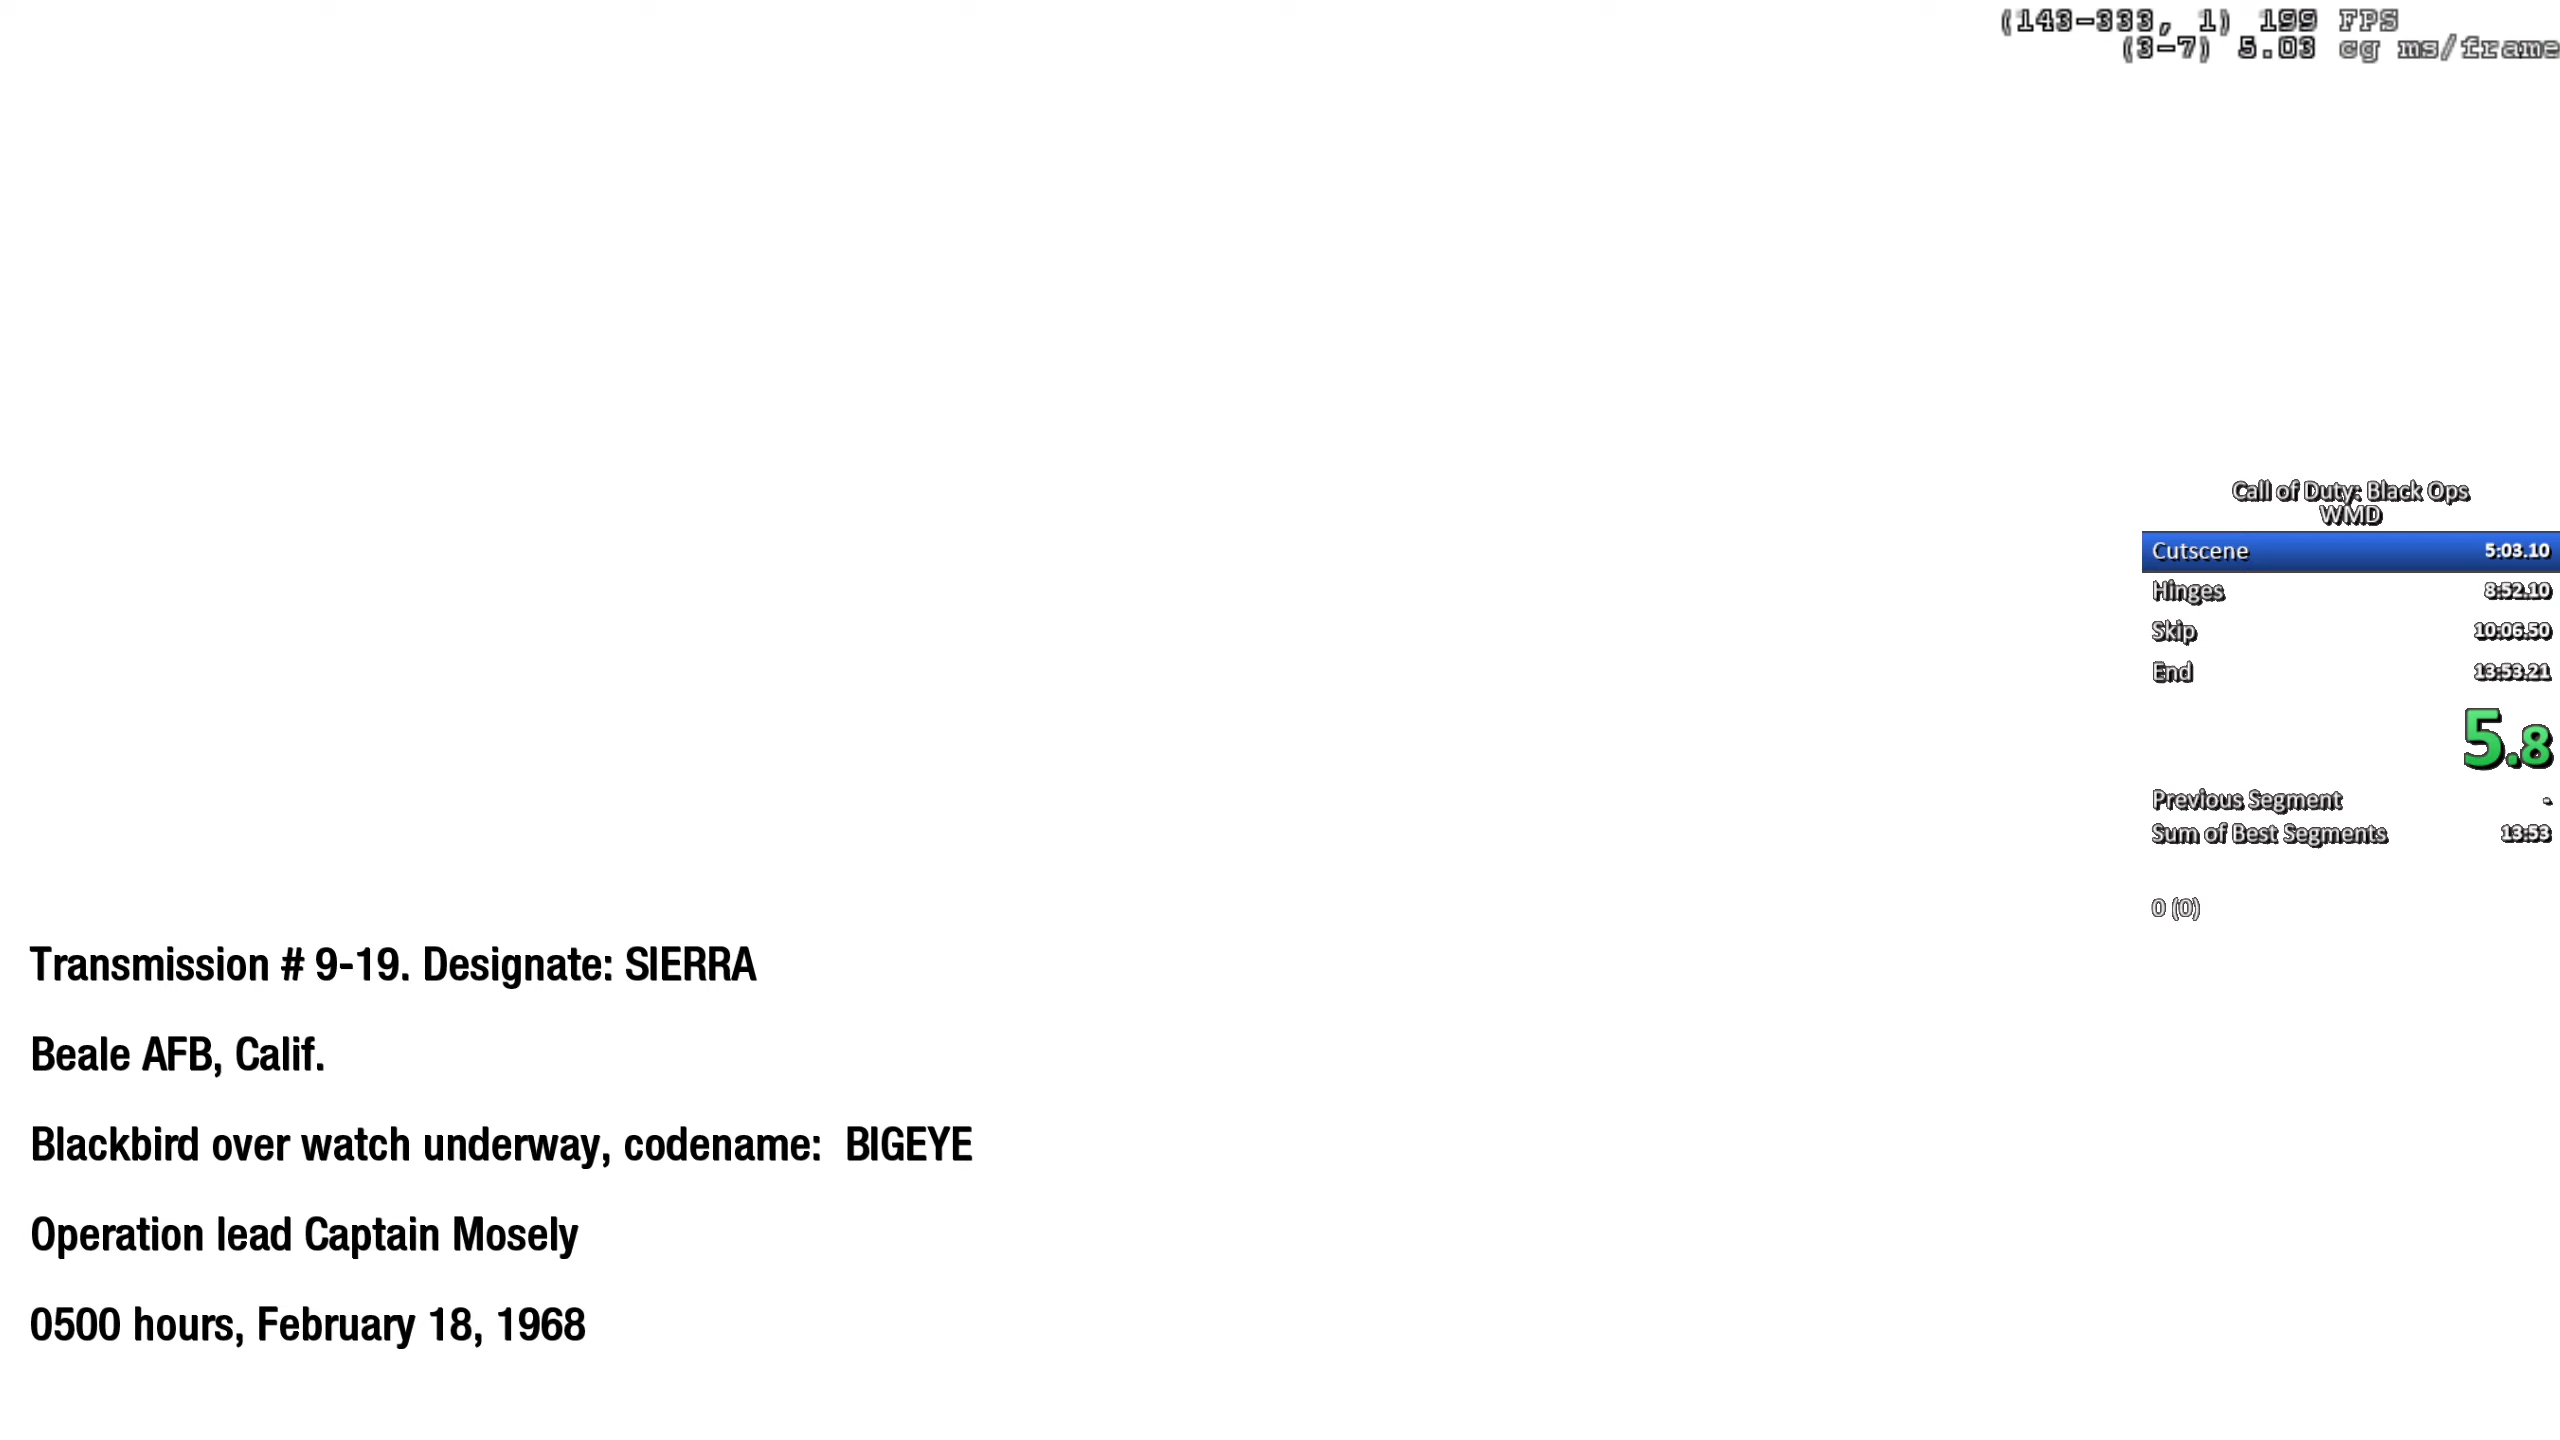 (143-333, 1) 199 FPS
(3-7) 5.03 cg ms/frame
Call of Duty: Black Ops
WMD
Cutscene 5:03.10
Hinges 8:52.10
Skip 10:06.50
End 13:53.21
5.8
Previous Segment -
Sum of Best Segments 13:53
0 (0)
Transmission # 9-19. Designate: SIERRA
Beale AFB, Calif.
Blackbird over watch underway, codename:  BIGEYE
Operation lead Captain Mosely
0500 hours, February 18, 1968